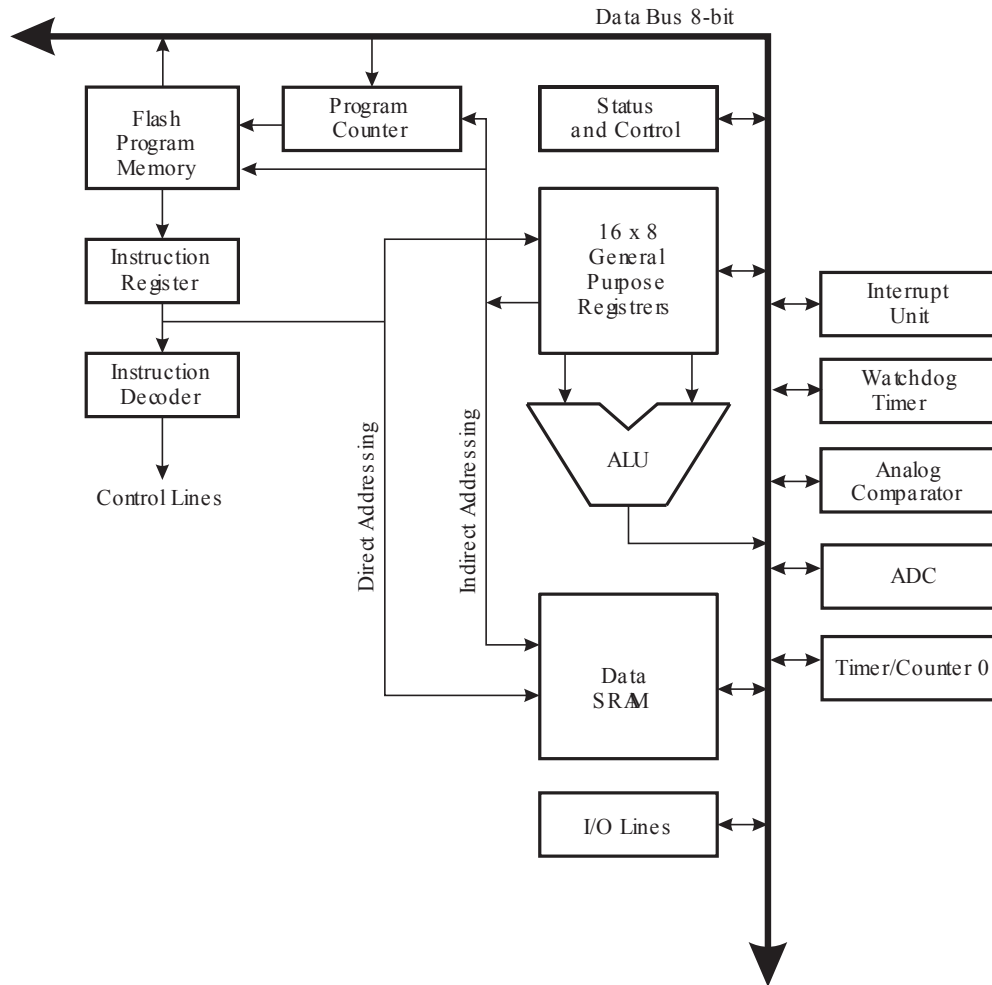 Data Bus 8-bit
Flash
Program
Memory
Program
Counter
Status
and Control
16 x 8
General
Purpose
Registrers
Instruction
Register
Instruction
Decoder
Control Lines
Direct Addressing
Indirect Addressing
ALU
Interrupt
Unit
Watchdog
Timer
Analog
Comparator
ADC
Timer/Counter 0
Data
SRAM
I/O Lines